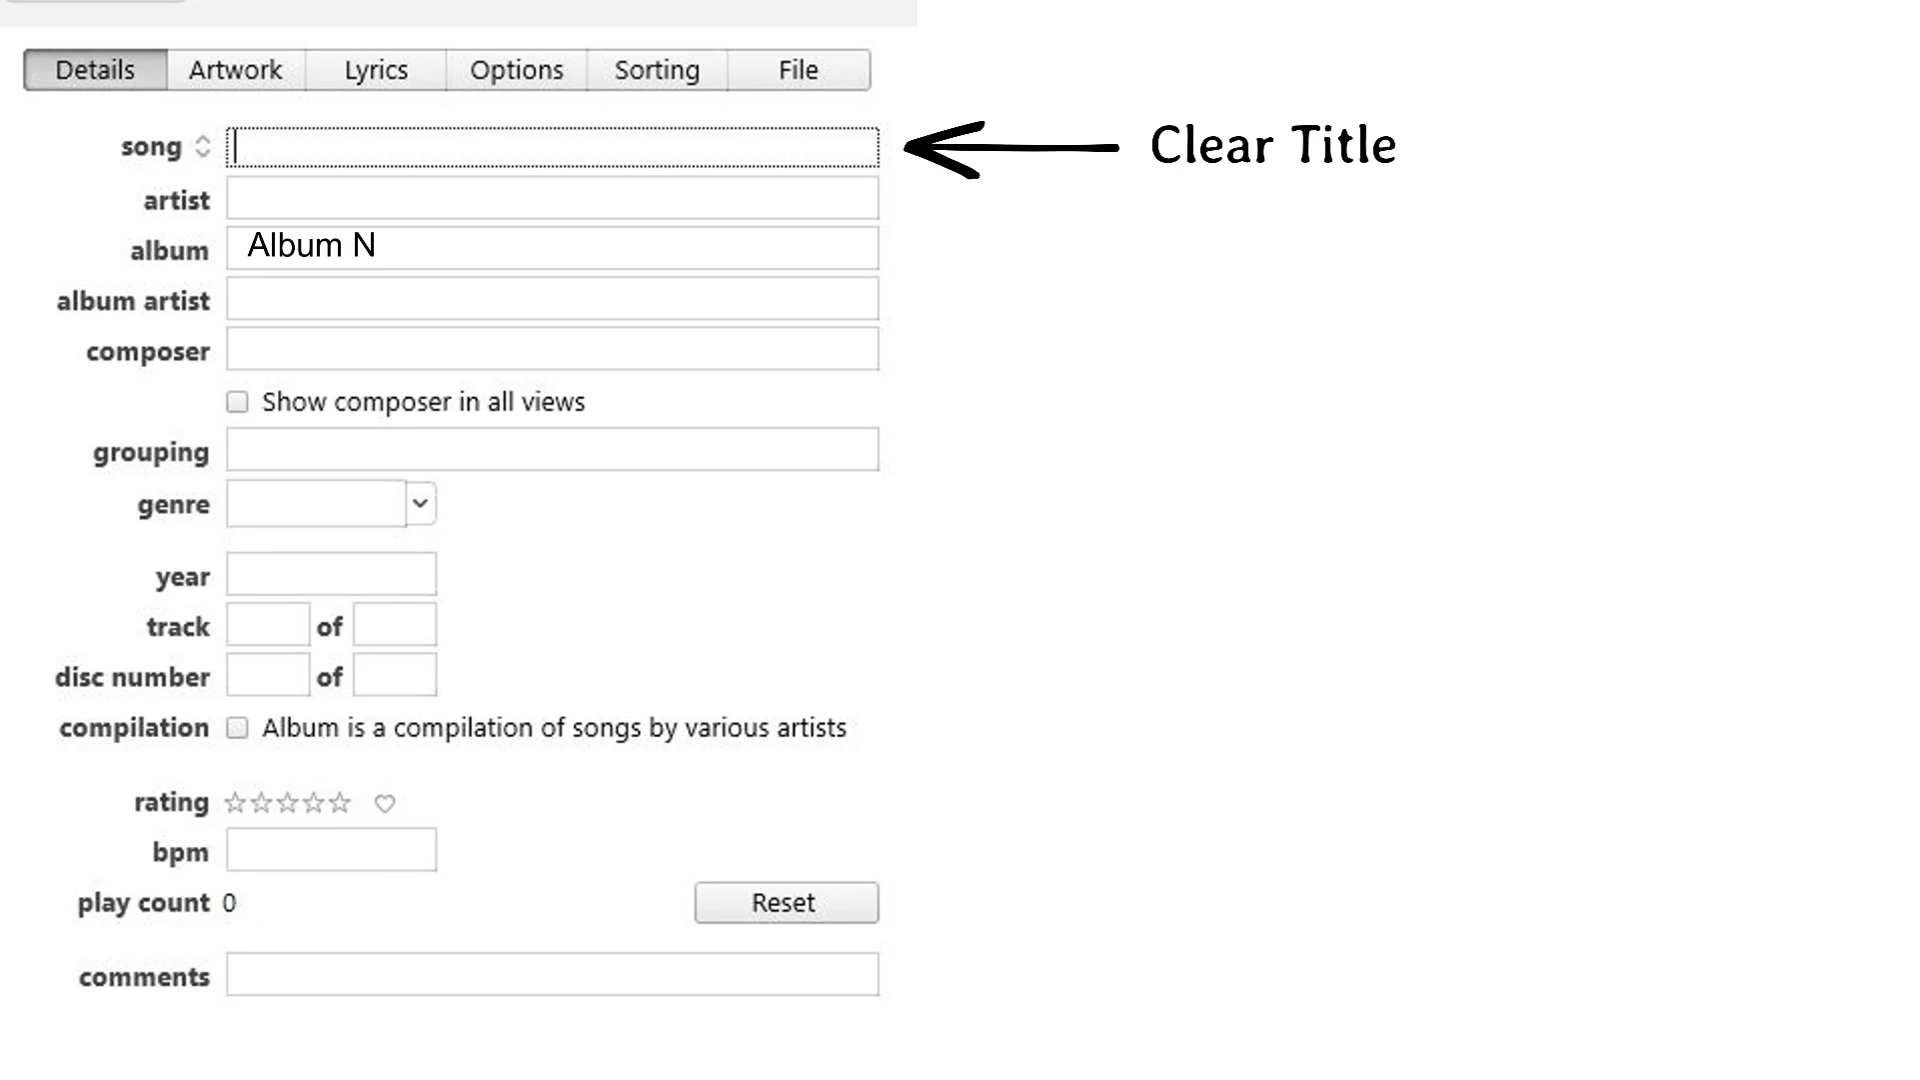 Details Artwork Lyrics Options Sorting File
song
Clear Title
artist
album Album N
album artist
composer
Show composer in all views
grouping
genre
year
track of
disc number of
compilation Album is a compilation of songs by various artists
rating
bpm
play count 0 Reset
comments